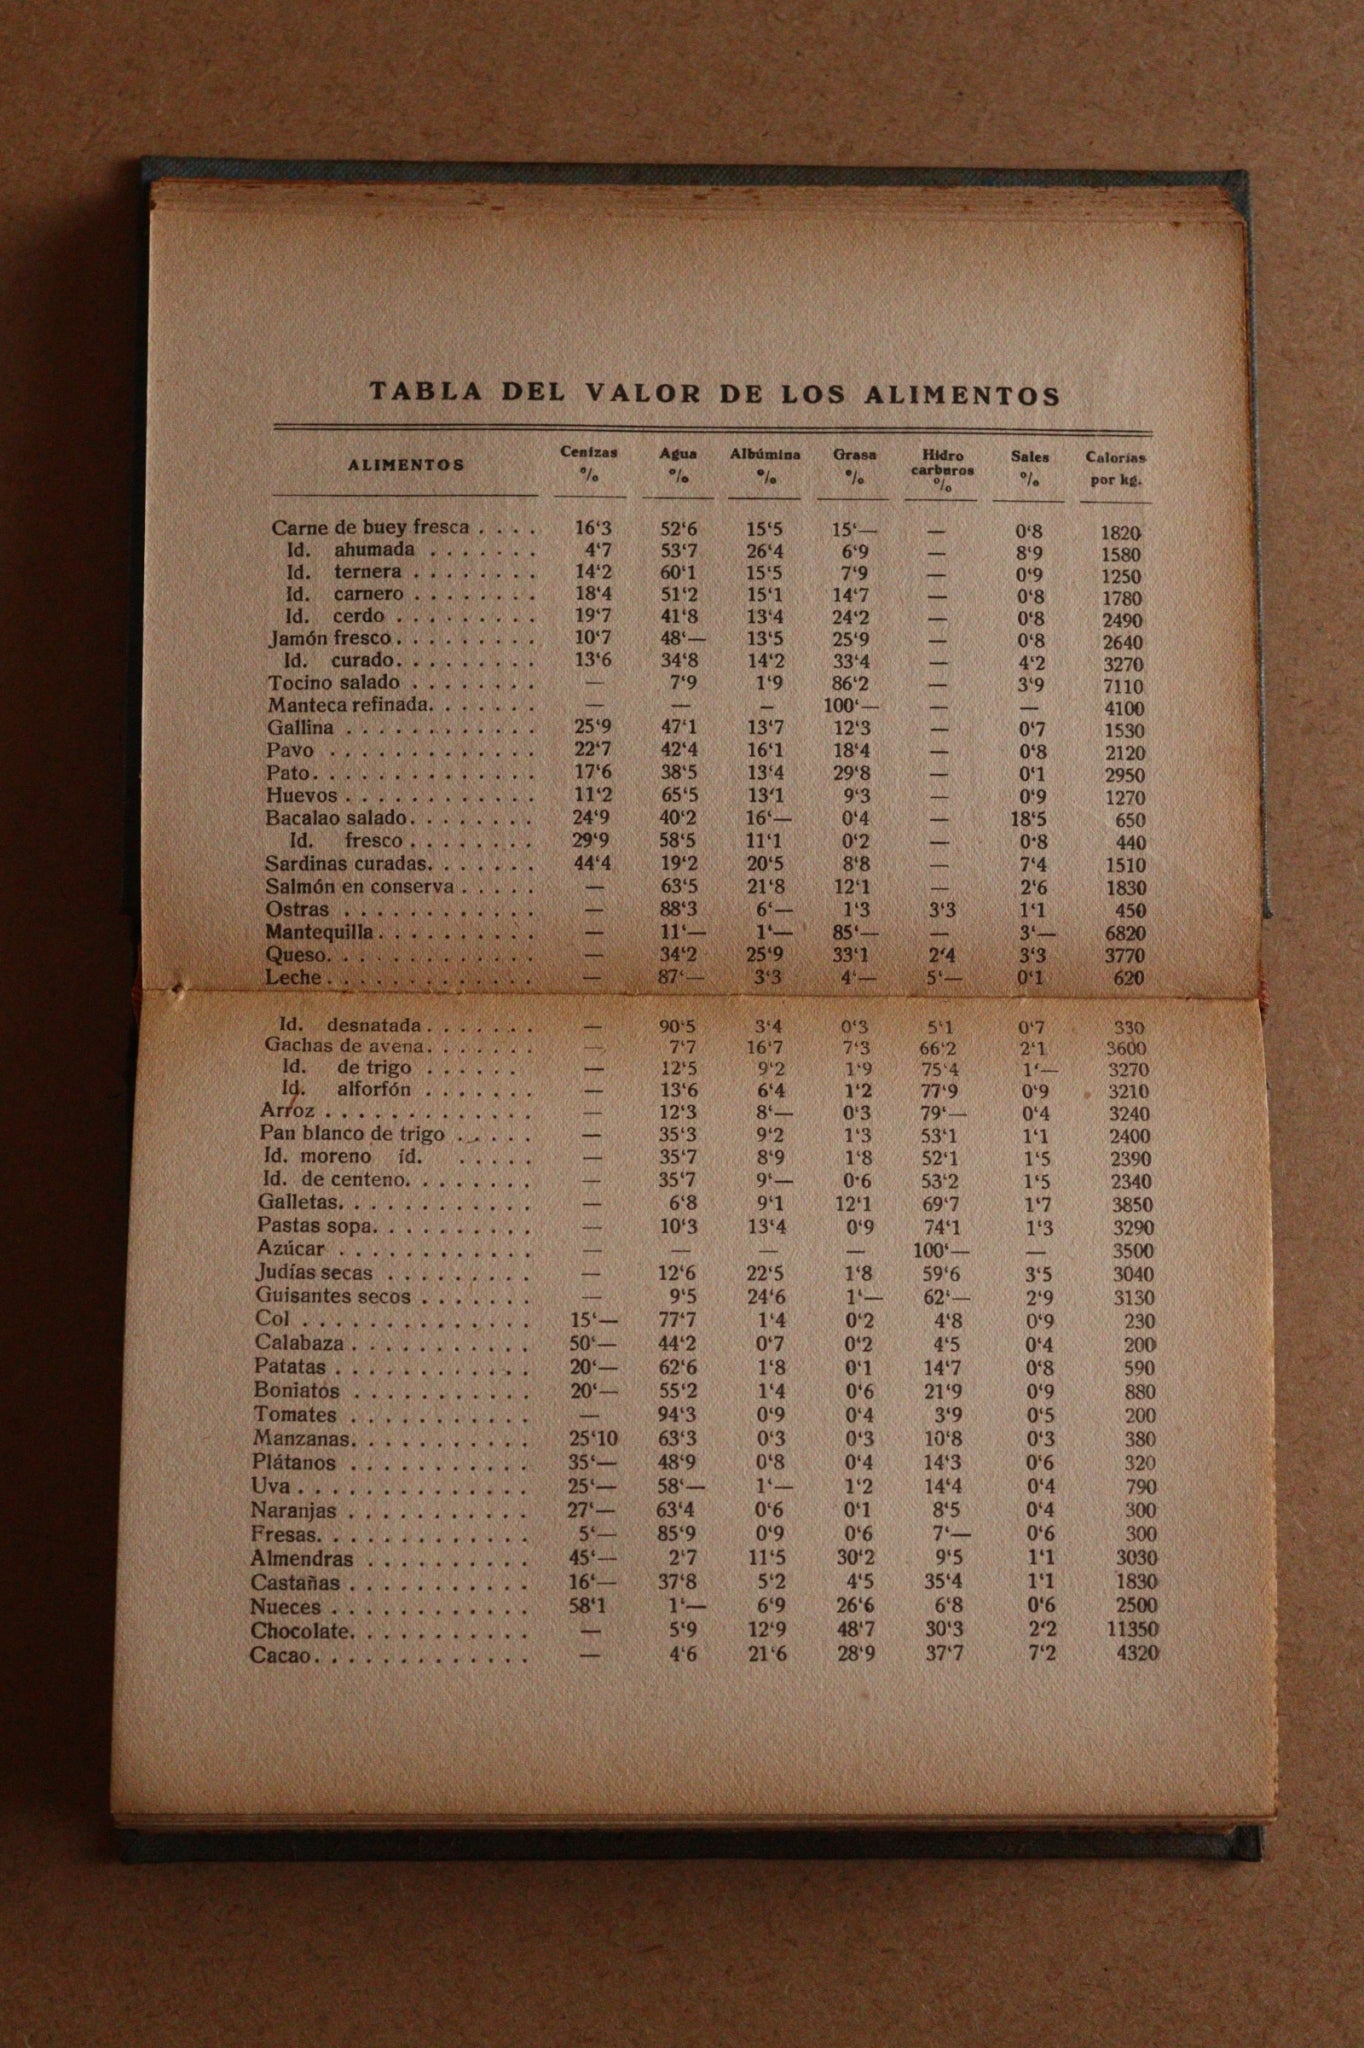 TABLA DEL VALOR DE LOS ALIMENTOS
ALIMENTOS Cenizas % Agua % Albúmina % Grasa % Hidro carburos % Sales % Calorías por kg.
Carne de buey fresca . . . . 16‘3 52‘6 15‘5 15‘— — 0‘8 1820
Id. ahumada . . . . . . . 4‘7 53‘7 26‘4 6‘9 — 8‘9 1580
Id. ternera . . . . . . . . 14‘2 60‘1 15‘5 7‘9 — 0‘9 1250
Id. carnero . . . . . . . . 18‘4 51‘2 15‘1 14‘7 — 0‘8 1780
Id. cerdo . . . . . . . . . 19‘7 41‘8 13‘4 24‘2 — 0‘8 2490
Jamón fresco. . . . . . . . . 10‘7 48‘— 13‘5 25‘9 — 0‘8 2640
Id. curado. . . . . . . . . 13‘6 34‘8 14‘2 33‘4 — 4‘2 3270
Tocino salado . . . . . . . . — 7‘9 1‘9 86‘2 — 3‘9 7110
Manteca refinada. . . . . . . — — – 100‘— — — 4100
Gallina . . . . . . . . . . . . 25‘9 47‘1 13‘7 12‘3 — 0‘7 1530
Pavo . . . . . . . . . . . . . 22‘7 42‘4 16‘1 18‘4 — 0‘8 2120
Pato. . . . . . . . . . . . . . 17‘6 38‘5 13‘4 29‘8 — 0‘1 2950
Huevos . . . . . . . . . . . . 11‘2 65‘5 13‘1 9‘3 — 0‘9 1270
Bacalao salado. . . . . . . . 24‘9 40‘2 16‘— 0‘4 — 18‘5 650
Id. fresco . . . . . . . . 29‘9 58‘5 11‘1 0‘2 — 0‘8 440
Sardinas curadas. . . . . . . 44‘4 19‘2 20‘5 8‘8 — 7‘4 1510
Salmón en conserva . . . . . — 63‘5 21‘8 12‘1 — 2‘6 1830
Ostras . . . . . . . . . . . . — 88‘3 6‘— 1‘3 3‘3 1‘1 450
Mantequilla. . . . . . . . . . — 11‘— 1‘— 85‘— — 3‘— 6820
Queso. . . . . . . . . . . . . — 34‘2 25‘9 33‘1 2‘4 3‘3 3770
Leche. . . . . . . . . . . . . — 87‘— 3‘3 4‘— 5‘— 0‘1 620
Id. desnatada. . . . . . . — 90‘5 3‘4 0‘3 5‘1 0‘7 330
Gachas de avena. . . . . . . — 7‘7 16‘7 7‘3 66‘2 2‘1 3600
Id. de trigo . . . . . . — 12‘5 9‘2 1‘9 75‘4 1‘— 3270
Id. alforfón . . . . . . . — 13‘6 6‘4 1‘2 77‘9 0‘9 3210
Arroz . . . . . . . . . . . . . — 12‘3 8‘— 0‘3 79‘— 0‘4 3240
Pan blanco de trigo . . . . . — 35‘3 9‘2 1‘3 53‘1 1‘1 2400
Id. moreno íd. . . . . . — 35‘7 8‘9 1‘8 52‘1 1‘5 2390
Id. de centeno. . . . . . . . — 35‘7 9‘— 0·6 53‘2 1‘5 2340
Galletas. . . . . . . . . . . . — 6‘8 9‘1 12‘1 69‘7 1‘7 3850
Pastas sopa. . . . . . . . . . — 10‘3 13‘4 0‘9 74‘1 1‘3 3290
Azúcar . . . . . . . . . . . . — — — — 100‘— — 3500
Judías secas . . . . . . . . . — 12‘6 22‘5 1‘8 59‘6 3‘5 3040
Guisantes secos . . . . . . . — 9‘5 24‘6 1‘— 62‘— 2‘9 3130
Col . . . . . . . . . . . . . . 15‘— 77‘7 1‘4 0‘2 4‘8 0‘9 230
Calabaza . . . . . . . . . . . 50‘— 44‘2 0‘7 0‘2 4‘5 0‘4 200
Patatas . . . . . . . . . . . . 20‘— 62‘6 1‘8 0‘1 14‘7 0‘8 590
Boniatos . . . . . . . . . . . 20‘— 55‘2 1‘4 0‘6 21‘9 0‘9 880
Tomates . . . . . . . . . . . — 94‘3 0‘9 0‘4 3‘9 0‘5 200
Manzanas. . . . . . . . . . . 25‘10 63‘3 0‘3 0‘3 10‘8 0‘3 380
Plátanos . . . . . . . . . . . 35‘— 48‘9 0‘8 0‘4 14‘3 0‘6 320
Uva . . . . . . . . . . . . . . 25‘— 58‘— 1‘— 1‘2 14‘4 0‘4 790
Naranjas . . . . . . . . . . . 27‘— 63‘4 0‘6 0‘1 8‘5 0‘4 300
Fresas. . . . . . . . . . . . . 5‘— 85‘9 0‘9 0‘6 7‘— 0‘6 300
Almendras . . . . . . . . . . 45‘— 2‘7 11‘5 30‘2 9‘5 1‘1 3030
Castañas . . . . . . . . . . . 16‘— 37‘8 5‘2 4‘5 35‘4 1‘1 1830
Nueces . . . . . . . . . . . . 58‘1 1‘— 6‘9 26‘6 6‘8 0‘6 2500
Chocolate. . . . . . . . . . . — 5‘9 12‘9 48‘7 30‘3 2‘2 11350
Cacao. . . . . . . . . . . . . — 4‘6 21‘6 28‘9 37‘7 7‘2 4320